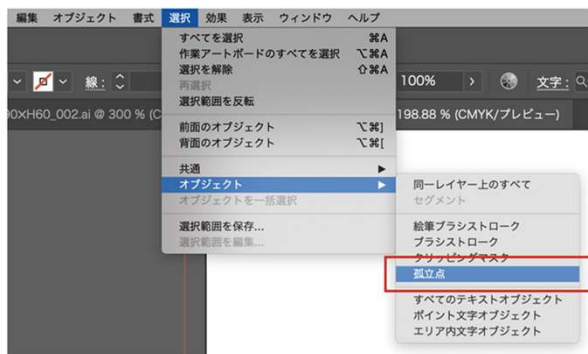 編集 オブジェクト 書式 選択 効果 表示 ウィンドウ ヘルプ
すべてを選択 ⌘A
作業アートボードのすべてを選択 ⌥⌘A
選択を解除 ⇧⌘A
再選択
選択範囲を反転
前面のオブジェクト ⌥⌘]
背面のオブジェクト ⌥⌘[
共通
オブジェクト
オブジェクトを一括選択
選択範囲を保存...
選択範囲を編集...
線:
100%
文字:
90×H60_002.ai @ 300 % (C
198.88 % (CMYK/プレビュー)
同一レイヤー上のすべて
セグメント
絵筆ブラシストローク
ブラシストローク
クリッピングマスク
孤立点
すべてのテキストオブジェクト
ポイント文字オブジェクト
エリア内文字オブジェクト